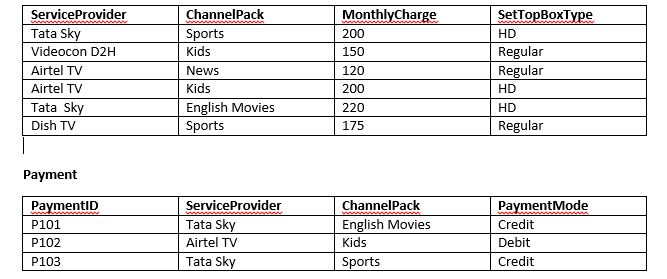 ServiceProvider ChannelPack MonthlyCharge SetTopBoxType
Tata Sky Sports 200 HD
Videocon D2H Kids 150 Regular
Airtel TV News 120 Regular
Airtel TV Kids 200 HD
Tata  Sky English Movies 220 HD
Dish TV Sports 175 Regular
Payment
PaymentID ServiceProvider ChannelPack PaymentMode
P101 Tata Sky English Movies Credit
P102 Airtel TV Kids Debit
P103 Tata Sky Sports Credit